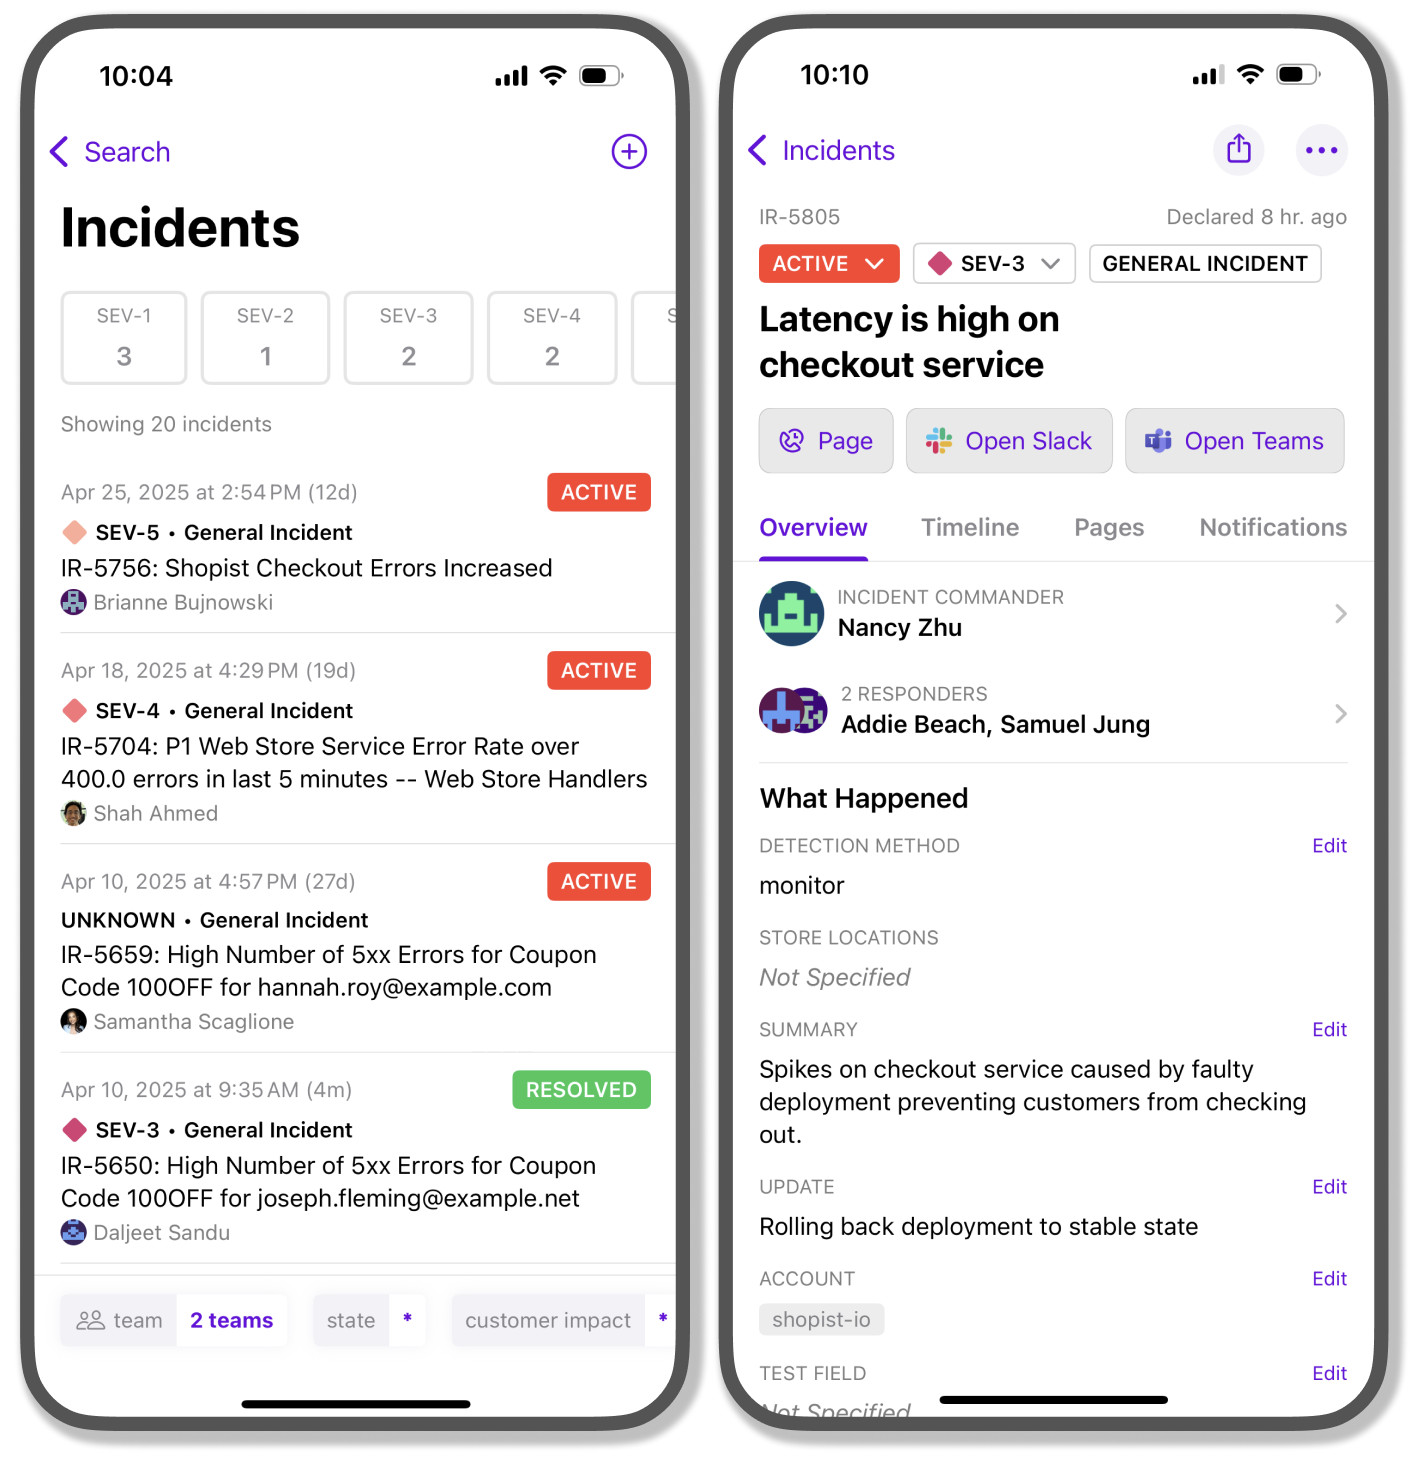 10:04
Search
Incidents
SEV-1
3
SEV-2
1
SEV-3
2
SEV-4
2
S
Showing 20 incidents
Apr 25, 2025 at 2:54 PM (12d)
ACTIVE
SEV-5 • General Incident
IR-5756: Shopist Checkout Errors Increased
Brianne Bujnowski
Apr 18, 2025 at 4:29 PM (19d)
ACTIVE
SEV-4 • General Incident
IR-5704: P1 Web Store Service Error Rate over
400.0 errors in last 5 minutes -- Web Store Handlers
Shah Ahmed
Apr 10, 2025 at 4:57 PM (27d)
ACTIVE
UNKNOWN • General Incident
IR-5659: High Number of 5xx Errors for Coupon
Code 100OFF for hannah.roy@example.com
Samantha Scaglione
Apr 10, 2025 at 9:35 AM (4m)
RESOLVED
SEV-3 • General Incident
IR-5650: High Number of 5xx Errors for Coupon
Code 100OFF for joseph.fleming@example.net
Daljeet Sandu
team 2 teams
state *
customer impact *
10:10
Incidents
IR-5805
Declared 8 hr. ago
ACTIVE
SEV-3
GENERAL INCIDENT
Latency is high on
checkout service
Page
Open Slack
Open Teams
Overview
Timeline
Pages
Notifications
INCIDENT COMMANDER
Nancy Zhu
2 RESPONDERS
Addie Beach, Samuel Jung
What Happened
DETECTION METHOD
Edit
monitor
STORE LOCATIONS
Not Specified
SUMMARY
Edit
Spikes on checkout service caused by faulty
deployment preventing customers from checking
out.
UPDATE
Edit
Rolling back deployment to stable state
ACCOUNT
Edit
shopist-io
TEST FIELD
Edit
Not Specified